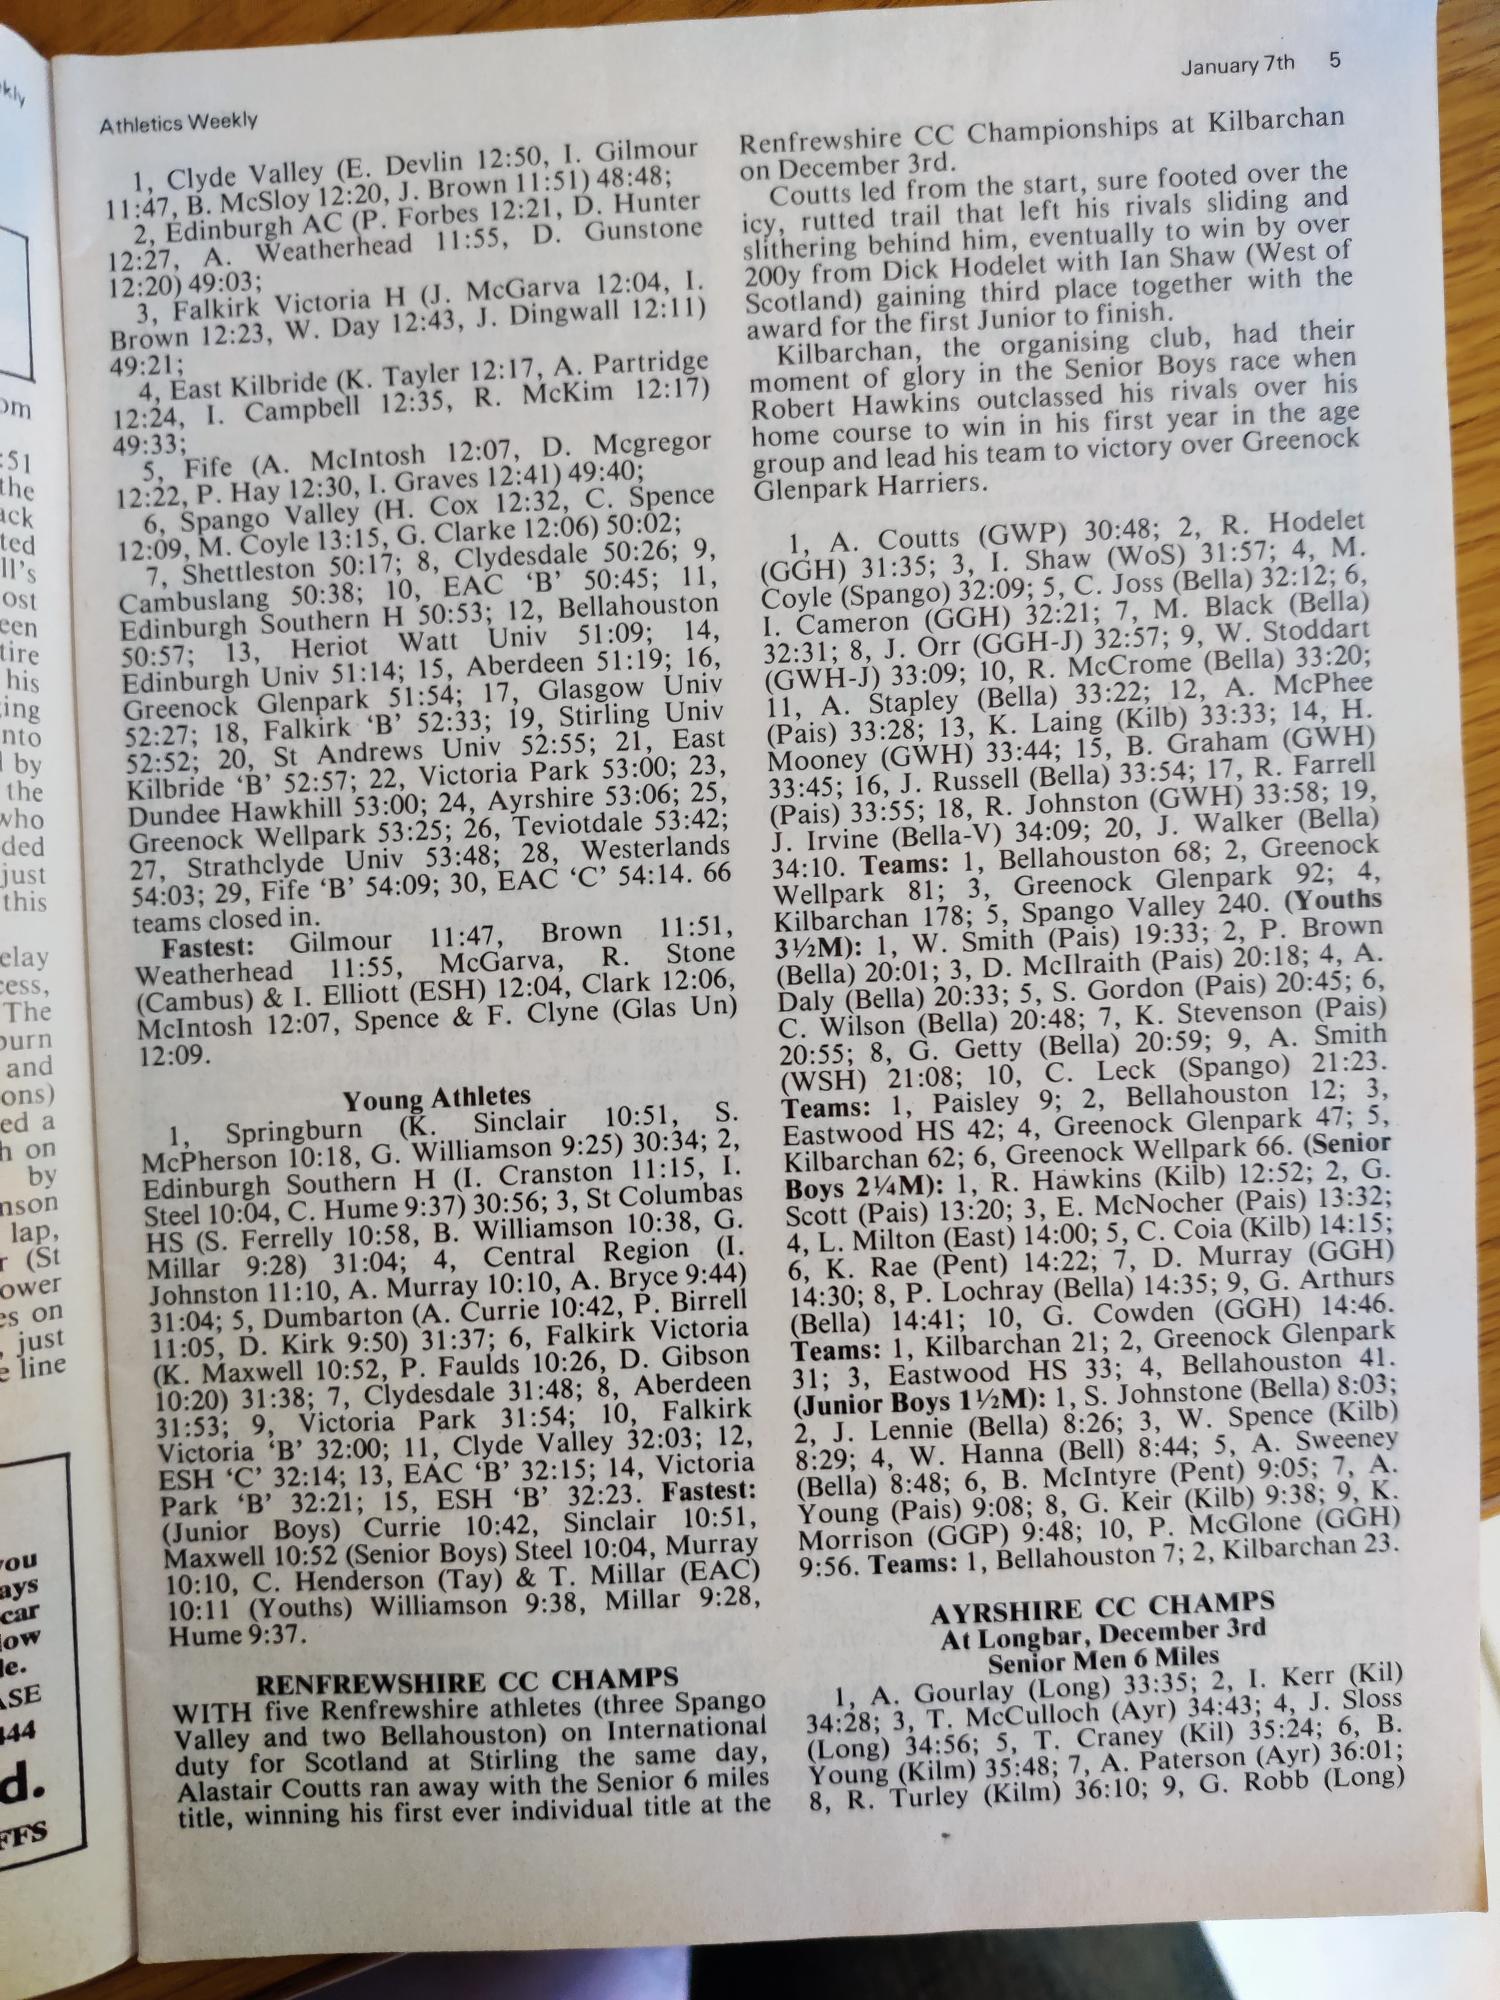 kly
om
:51
the
ack
ted
ll's
ost
een
tire
his
ing
nto
by
the
who
ded
just
this
elay
cess,
The
ourn
and
ons)
ed a
h on
by
nson
lap,
r (St
ower
es on
, just
e line
you
ays
car
low
le.
ASE
444
d.
FFS
January 7th 5
Athletics Weekly
1, Clyde Valley (E. Devlin 12:50, I. Gilmour
11:47, B. McSloy 12:20, J. Brown 11:51) 48:48;
2, Edinburgh AC (P. Forbes 12:21, D. Hunter
12:27, A. Weatherhead 11:55, D. Gunstone
12:20) 49:03;
3, Falkirk Victoria H (J. McGarva 12:04, I.
Brown 12:23, W. Day 12:43, J. Dingwall 12:11)
49:21;
4, East Kilbride (K. Tayler 12:17, A. Partridge
12:24, I. Campbell 12:35, R. McKim 12:17)
49:33;
5, Fife (A. McIntosh 12:07, D. Mcgregor
12:22, P. Hay 12:30, I. Graves 12:41) 49:40;
6, Spango Valley (H. Cox 12:32, C. Spence
12:09, M. Coyle 13:15, G. Clarke 12:06) 50:02;
7, Shettleston 50:17; 8, Clydesdale 50:26; 9,
Cambuslang 50:38; 10, EAC 'B' 50:45; 11,
Edinburgh Southern H 50:53; 12, Bellahouston
50:57; 13, Heriot Watt Univ 51:09; 14,
Edinburgh Univ 51:14; 15, Aberdeen 51:19; 16,
Greenock Glenpark 51:54; 17, Glasgow Univ
52:27; 18, Falkirk 'B' 52:33; 19, Stirling Univ
52:52; 20, St Andrews Univ 52:55; 21, East
Kilbride 'B' 52:57; 22, Victoria Park 53:00; 23,
Dundee Hawkhill 53:00; 24, Ayrshire 53:06; 25,
Greenock Wellpark 53:25; 26, Teviotdale 53:42;
27, Strathclyde Univ 53:48; 28, Westerlands
54:03; 29, Fife 'B' 54:09; 30, EAC 'C' 54:14. 66
teams closed in.
Fastest: Gilmour 11:47, Brown 11:51,
Weatherhead 11:55, McGarva, R. Stone
(Cambus) & I. Elliott (ESH) 12:04, Clark 12:06,
McIntosh 12:07, Spence & F. Clyne (Glas Un)
12:09.
Young Athletes
1, Springburn (K. Sinclair 10:51, S.
McPherson 10:18, G. Williamson 9:25) 30:34; 2,
Edinburgh Southern H (I. Cranston 11:15, I.
Steel 10:04, C. Hume 9:37) 30:56; 3, St Columbas
HS (S. Ferrelly 10:58, B. Williamson 10:38, G.
Millar 9:28) 31:04; 4, Central Region (I.
Johnston 11:10, A. Murray 10:10, A. Bryce 9:44)
31:04; 5, Dumbarton (A. Currie 10:42, P. Birrell
11:05, D. Kirk 9:50) 31:37; 6, Falkirk Victoria
(K. Maxwell 10:52, P. Faulds 10:26, D. Gibson
10:20) 31:38; 7, Clydesdale 31:48; 8, Aberdeen
31:53; 9, Victoria Park 31:54; 10, Falkirk
Victoria 'B' 32:00; 11, Clyde Valley 32:03; 12,
ESH 'C' 32:14; 13, EAC 'B' 32:15; 14, Victoria
Park 'B' 32:21; 15, ESH 'B' 32:23. Fastest:
(Junior Boys) Currie 10:42, Sinclair 10:51,
Maxwell 10:52 (Senior Boys) Steel 10:04, Murray
10:10, C. Henderson (Tay) & T. Millar (EAC)
10:11 (Youths) Williamson 9:38, Millar 9:28,
Hume 9:37.
RENFREWSHIRE CC CHAMPS
WITH five Renfrewshire athletes (three Spango
Valley and two Bellahouston) on International
duty for Scotland at Stirling the same day,
Alastair Coutts ran away with the Senior 6 miles
title, winning his first ever individual title at the
Renfrewshire CC Championships at Kilbarchan
on December 3rd.
Coutts led from the start, sure footed over the
icy, rutted trail that left his rivals sliding and
slithering behind him, eventually to win by over
200y from Dick Hodelet with Ian Shaw (West of
Scotland) gaining third place together with the
award for the first Junior to finish.
Kilbarchan, the organising club, had their
moment of glory in the Senior Boys race when
Robert Hawkins outclassed his rivals over his
home course to win in his first year in the age
group and lead his team to victory over Greenock
Glenpark Harriers.
1, A. Coutts (GWP) 30:48; 2, R. Hodelet
(GGH) 31:35; 3, I. Shaw (WoS) 31:57; 4, M.
Coyle (Spango) 32:09; 5, C. Joss (Bella) 32:12; 6,
I. Cameron (GGH) 32:21; 7, M. Black (Bella)
32:31; 8, J. Orr (GGH-J) 32:57; 9, W. Stoddart
(GWH-J) 33:09; 10, R. McCrome (Bella) 33:20;
11, A. Stapley (Bella) 33:22; 12, A. McPhee
(Pais) 33:28; 13, K. Laing (Kilb) 33:33; 14, H.
Mooney (GWH) 33:44; 15, B. Graham (GWH)
33:45; 16, J. Russell (Bella) 33:54; 17, R. Farrell
(Pais) 33:55; 18, R. Johnston (GWH) 33:58; 19,
J. Irvine (Bella-V) 34:09; 20, J. Walker (Bella)
34:10. Teams: 1, Bellahouston 68; 2, Greenock
Wellpark 81; 3, Greenock Glenpark 92; 4,
Kilbarchan 178; 5, Spango Valley 240. (Youths
3½M): 1, W. Smith (Pais) 19:33; 2, P. Brown
(Bella) 20:01; 3, D. McIlraith (Pais) 20:18; 4, A.
Daly (Bella) 20:33; 5, S. Gordon (Pais) 20:45; 6,
C. Wilson (Bella) 20:48; 7, K. Stevenson (Pais)
20:55; 8, G. Getty (Bella) 20:59; 9, A. Smith
(WSH) 21:08; 10, C. Leck (Spango) 21:23.
Teams: 1, Paisley 9; 2, Bellahouston 12; 3,
Eastwood HS 42; 4, Greenock Glenpark 47; 5,
Kilbarchan 62; 6, Greenock Wellpark 66. (Senior
Boys 2¼M): 1, R. Hawkins (Kilb) 12:52; 2, G.
Scott (Pais) 13:20; 3, E. McNocher (Pais) 13:32;
4, L. Milton (East) 14:00; 5, C. Coia (Kilb) 14:15;
6, K. Rae (Pent) 14:22; 7, D. Murray (GGH)
14:30; 8, P. Lochray (Bella) 14:35; 9, G. Arthurs
(Bella) 14:41; 10, G. Cowden (GGH) 14:46.
Teams: 1, Kilbarchan 21; 2, Greenock Glenpark
31; 3, Eastwood HS 33; 4, Bellahouston 41.
(Junior Boys 1½M): 1, S. Johnstone (Bella) 8:03;
2, J. Lennie (Bella) 8:26; 3, W. Spence (Kilb)
8:29; 4, W. Hanna (Bell) 8:44; 5, A. Sweeney
(Bella) 8:48; 6, B. McIntyre (Pent) 9:05; 7, A.
Young (Pais) 9:08; 8, G. Keir (Kilb) 9:38; 9, K.
Morrison (GGP) 9:48; 10, P. McGlone (GGH)
9:56. Teams: 1, Bellahouston 7; 2, Kilbarchan 23.
AYRSHIRE CC CHAMPS
At Longbar, December 3rd
Senior Men 6 Miles
1, A. Gourlay (Long) 33:35; 2, I. Kerr (Kil)
34:28; 3, T. McCulloch (Ayr) 34:43; 4, J. Sloss
(Long) 34:56; 5, T. Craney (Kil) 35:24; 6, B.
Young (Kilm) 35:48; 7, A. Paterson (Ayr) 36:01;
8, R. Turley (Kilm) 36:10; 9, G. Robb (Long)